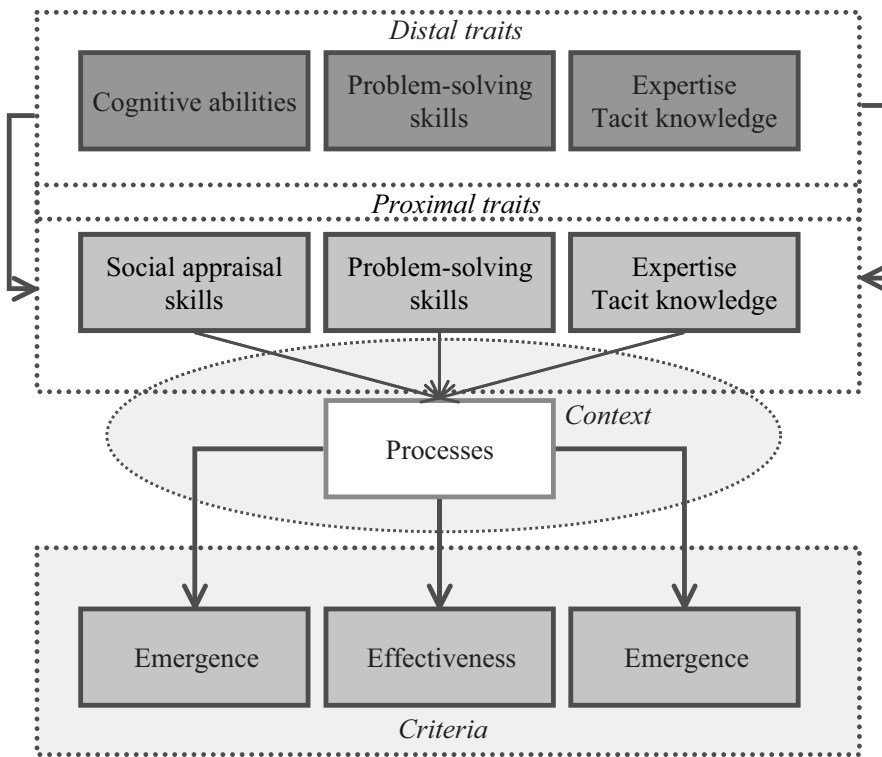 Distal traits
Cognitive abilities
Problem-solving
skills
Expertise
Tacit knowledge
Proximal traits
Social appraisal
skills
Problem-solving
skills
Expertise
Tacit knowledge
Context
Processes
Emergence
Effectiveness
Emergence
Criteria